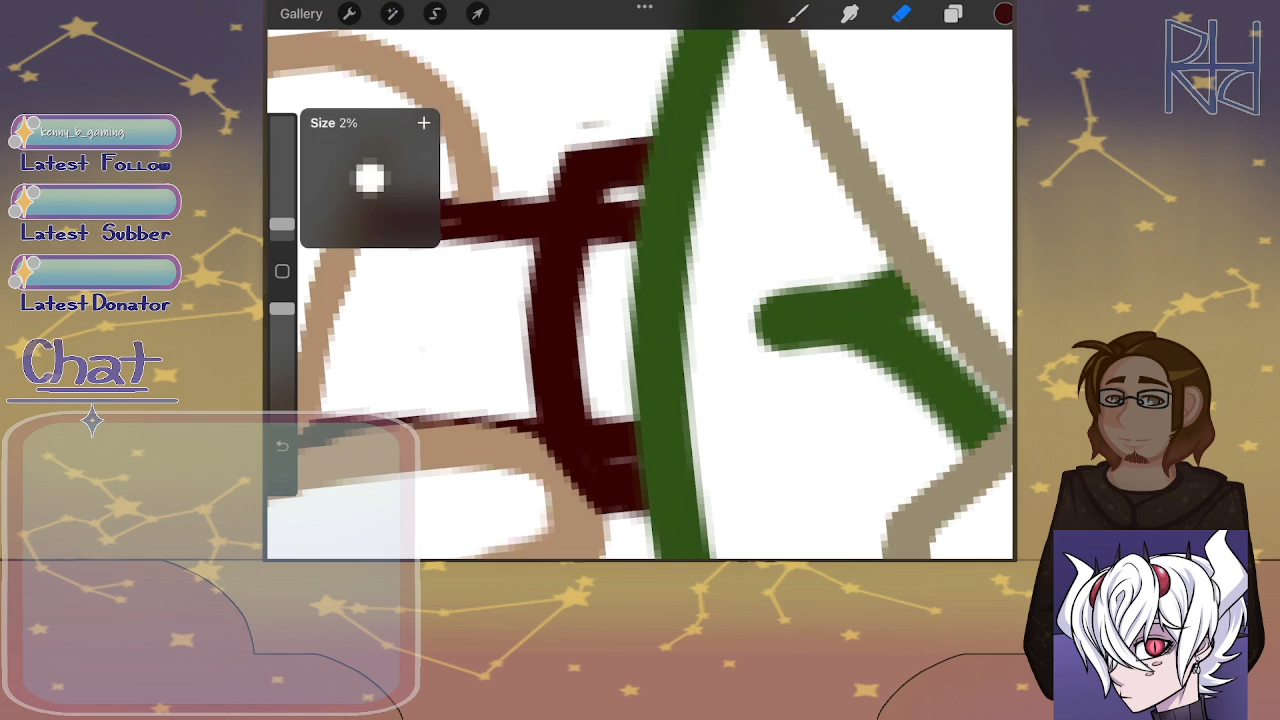 Gallery
Size 2%
kenny_b_gaming
Latest Follow
Latest Subber
Latest Donator
Chat